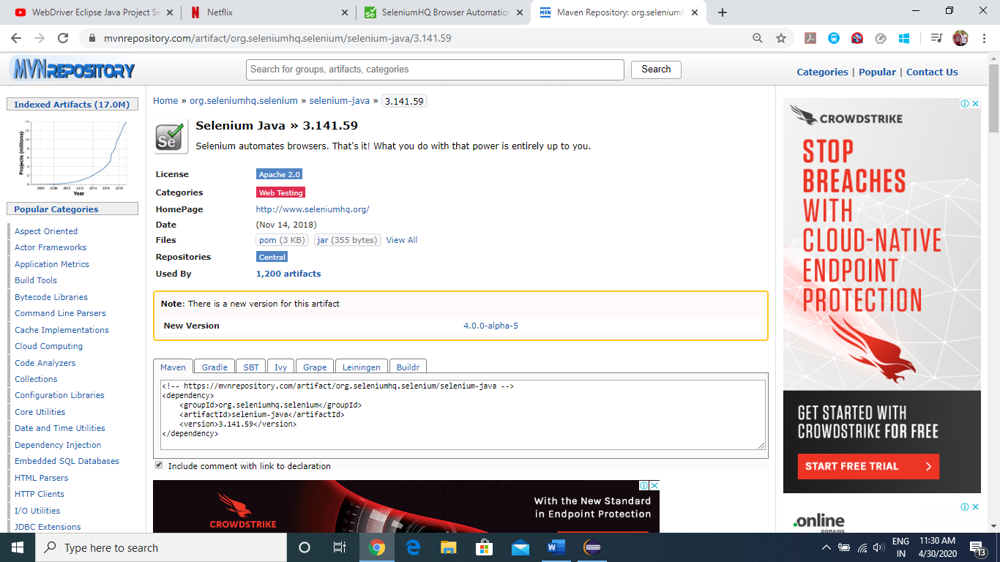 WebDriver Eclipse Java Project Se
Netflix
SeleniumHQ Browser Automation
Maven Repository: org.seleniumh
mvnrepository.com/artifact/org.seleniumhq.selenium/selenium-java/3.141.59
MVNREPOSITORY
Search for groups, artifacts, categories
Search
Categories | Popular | Contact Us
Indexed Artifacts (17.0M)
Projects (millions)
Year
Popular Categories
Aspect Oriented
Actor Frameworks
Application Metrics
Build Tools
Bytecode Libraries
Command Line Parsers
Cache Implementations
Cloud Computing
Code Analyzers
Collections
Configuration Libraries
Core Utilities
Date and Time Utilities
Dependency Injection
Embedded SQL Databases
HTML Parsers
HTTP Clients
I/O Utilities
JDBC Extensions
Home » org.seleniumhq.selenium » selenium-java » 3.141.59
Se
Selenium Java » 3.141.59
Selenium automates browsers. That's it! What you do with that power is entirely up to you.
License Apache 2.0
Categories Web Testing
HomePage http://www.seleniumhq.org/
Date (Nov 14, 2018)
Files pom (3 KB) jar (355 bytes) View All
Repositories Central
Used By 1,200 artifacts
Note: There is a new version for this artifact
New Version 4.0.0-alpha-5
Maven Gradle SBT Ivy Grape Leiningen Buildr
<!-- https://mvnrepository.com/artifact/org.seleniumhq.selenium/selenium-java -->
<dependency>
<groupId>org.seleniumhq.selenium</groupId>
<artifactId>selenium-java</artifactId>
<version>3.141.59</version>
</dependency>
Include comment with link to declaration
CROWDSTRIKE
With the New Standard
in Endpoint Protection
CROWDSTRIKE
STOP
BREACHES
WITH
CLOUD-NATIVE
ENDPOINT
PROTECTION
GET STARTED WITH
CROWDSTRIKE FOR FREE
START FREE TRIAL
.online
DOMAINS
Type here to search
ENG
IN
11:30 AM
4/30/2020
13